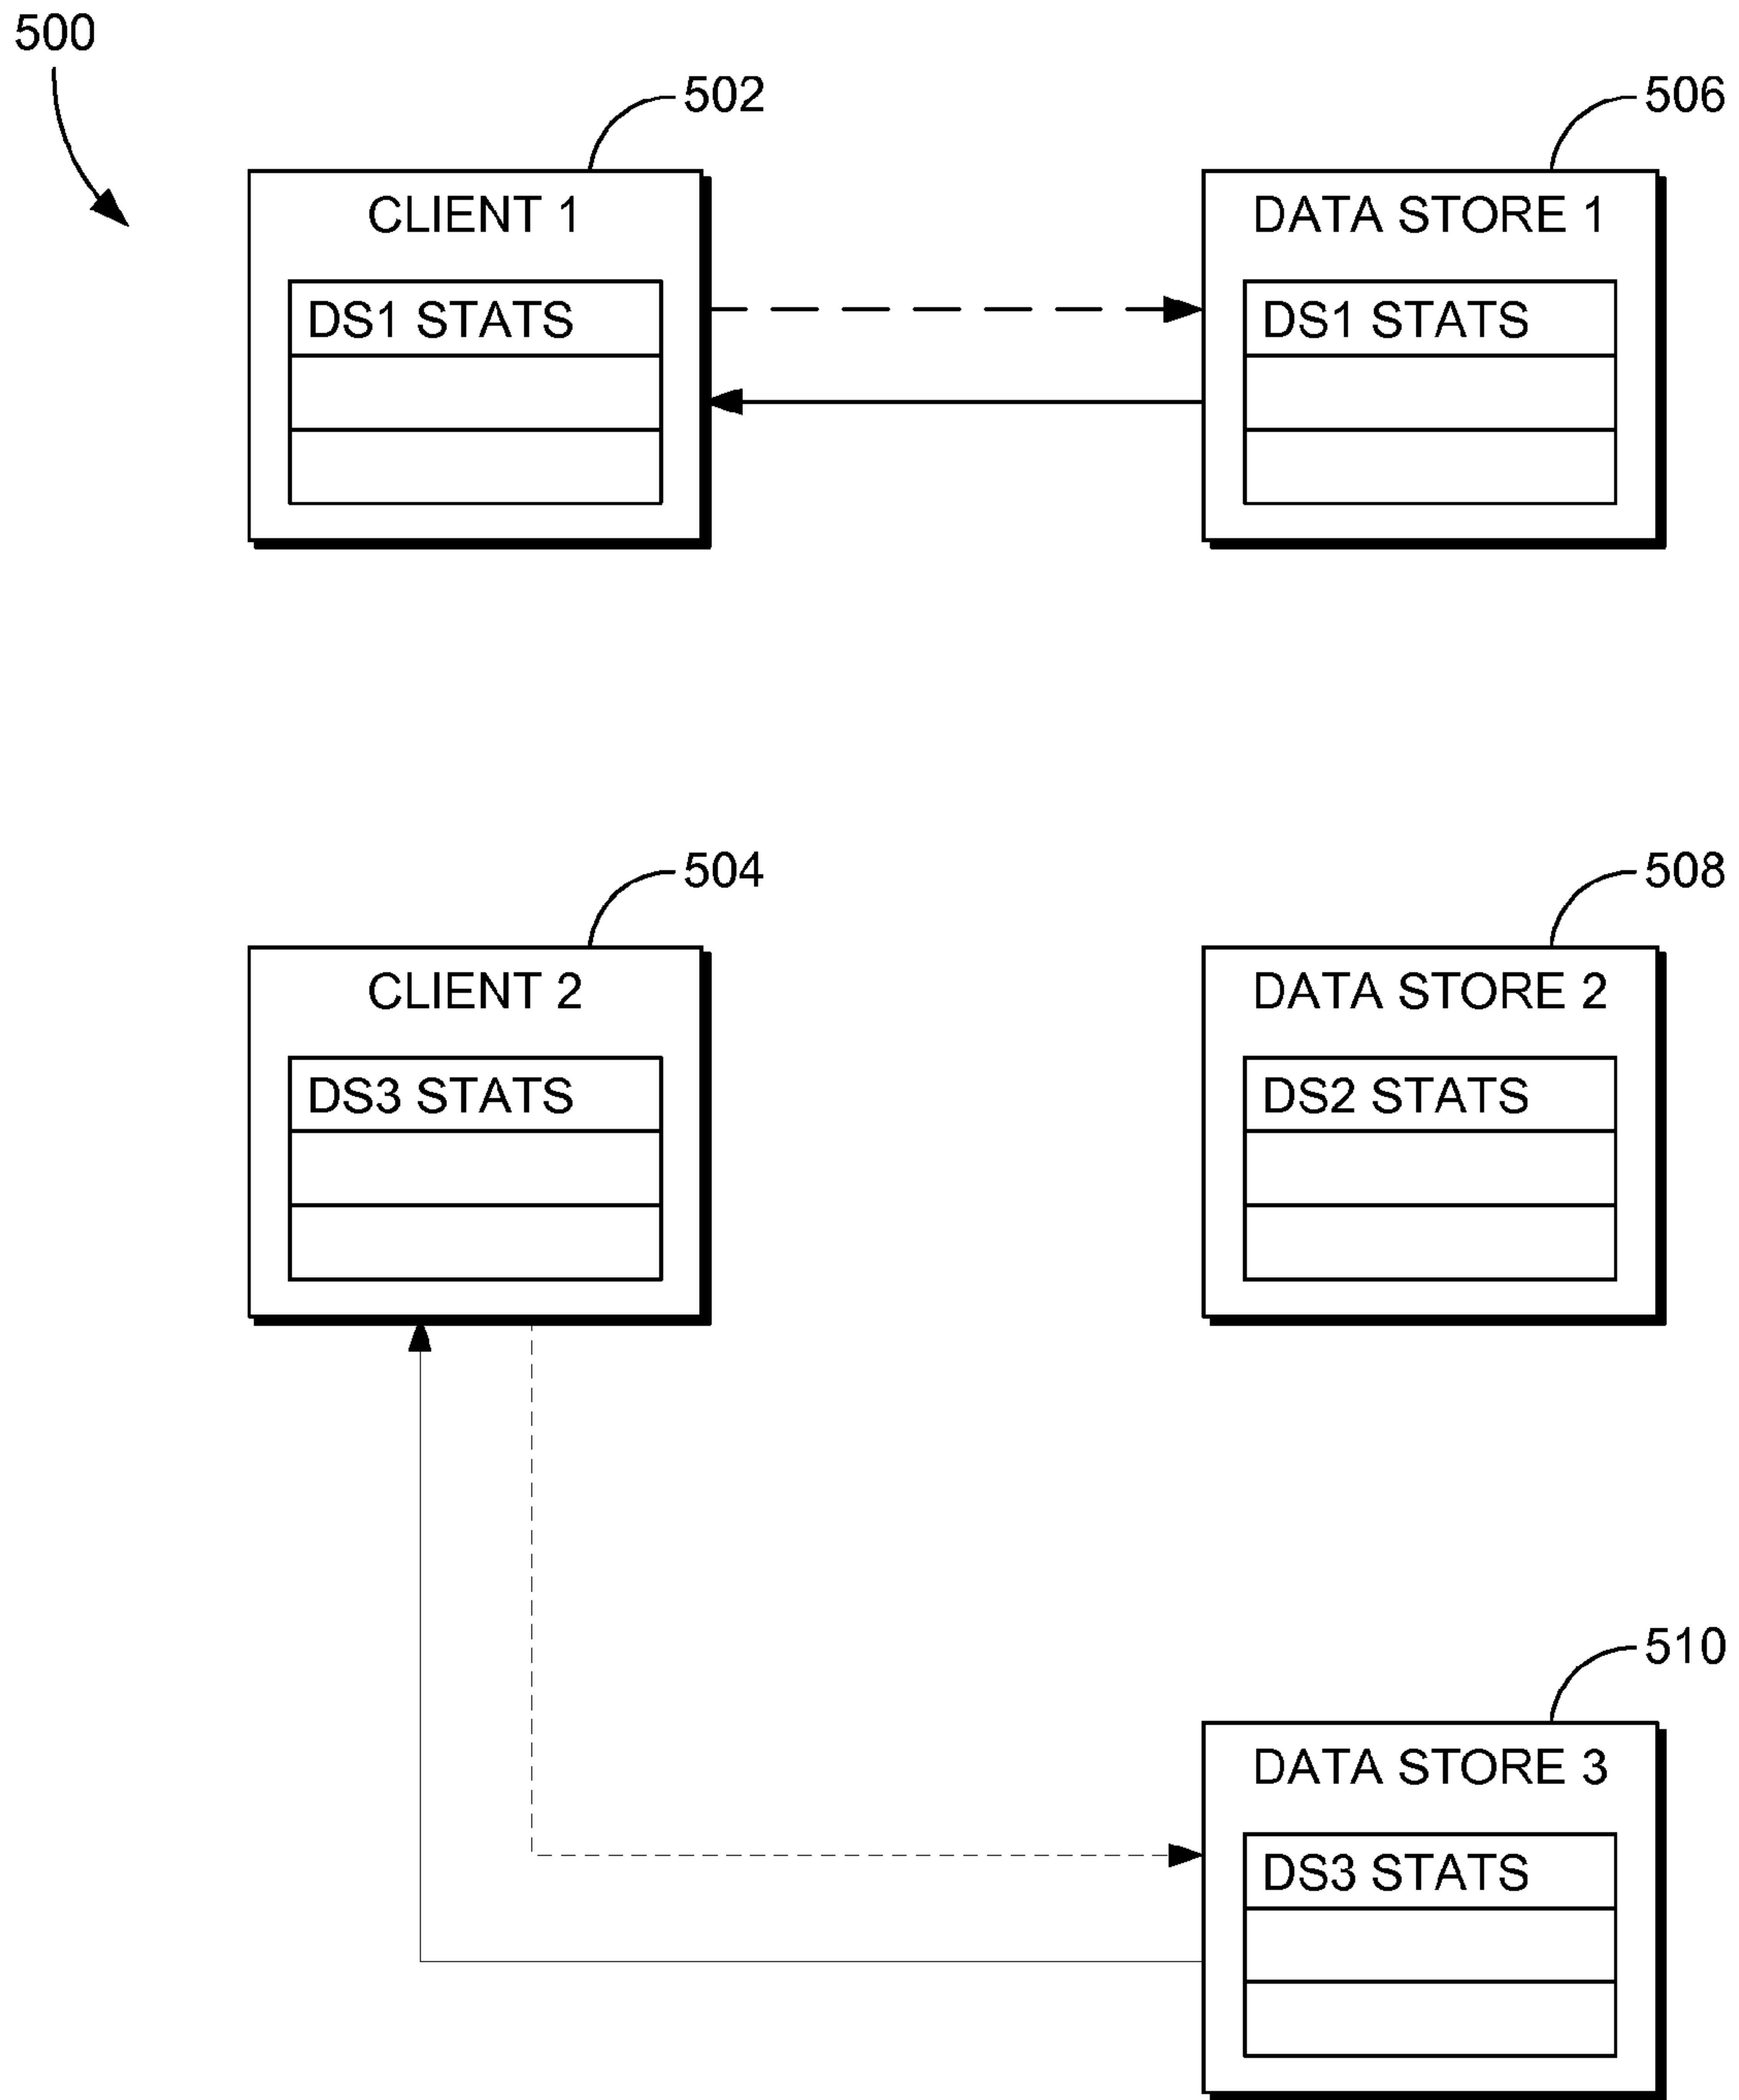 500
502
506
CLIENT 1
DATA STORE 1
DS1 STATS
DS1 STATS
504
508
CLIENT 2
DATA STORE 2
DS3 STATS
DS2 STATS
510
DATA STORE 3
DS3 STATS